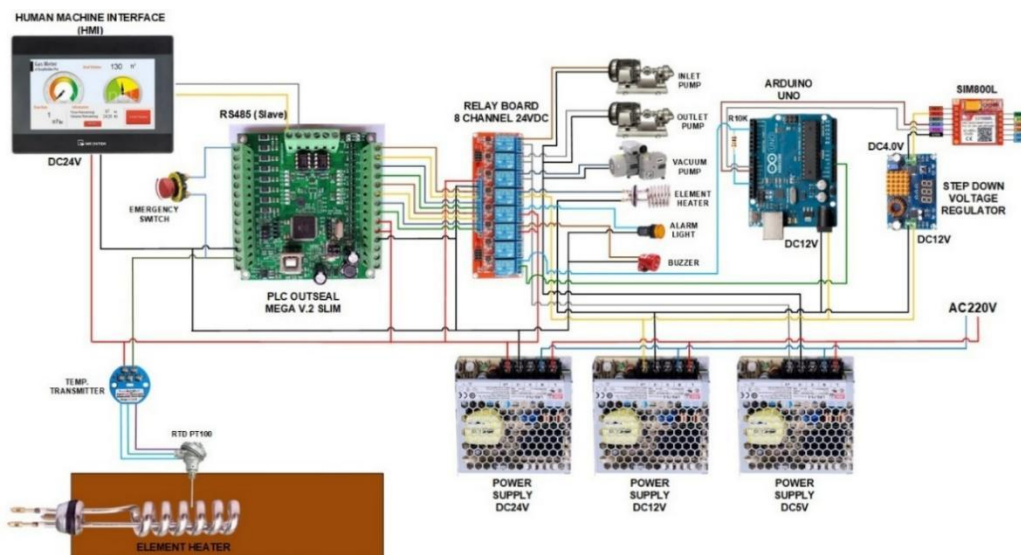 HUMAN MACHINE INTERFACE
(HMI)
130
1
DC24V
RS485 (Slave)
EMERGENCY
SWITCH
PLC OUTSEAL
MEGA V.2 SLIM
RELAY BOARD
8 CHANNEL 24VDC
INLET
PUMP
OUTLET
PUMP
VACUUM
PUMP
ELEMENT
HEATER
ALARM
LIGHT
BUZZER
ARDUINO
UNO
R10K
DC12V
SIM800L
DC4.0V
STEP DOWN
VOLTAGE
REGULATOR
DC12V
AC220V
TEMP.
TRANSMITTER
RTD PT100
ELEMENT HEATER
POWER
SUPPLY
DC24V
POWER
SUPPLY
DC12V
POWER
SUPPLY
DC5V